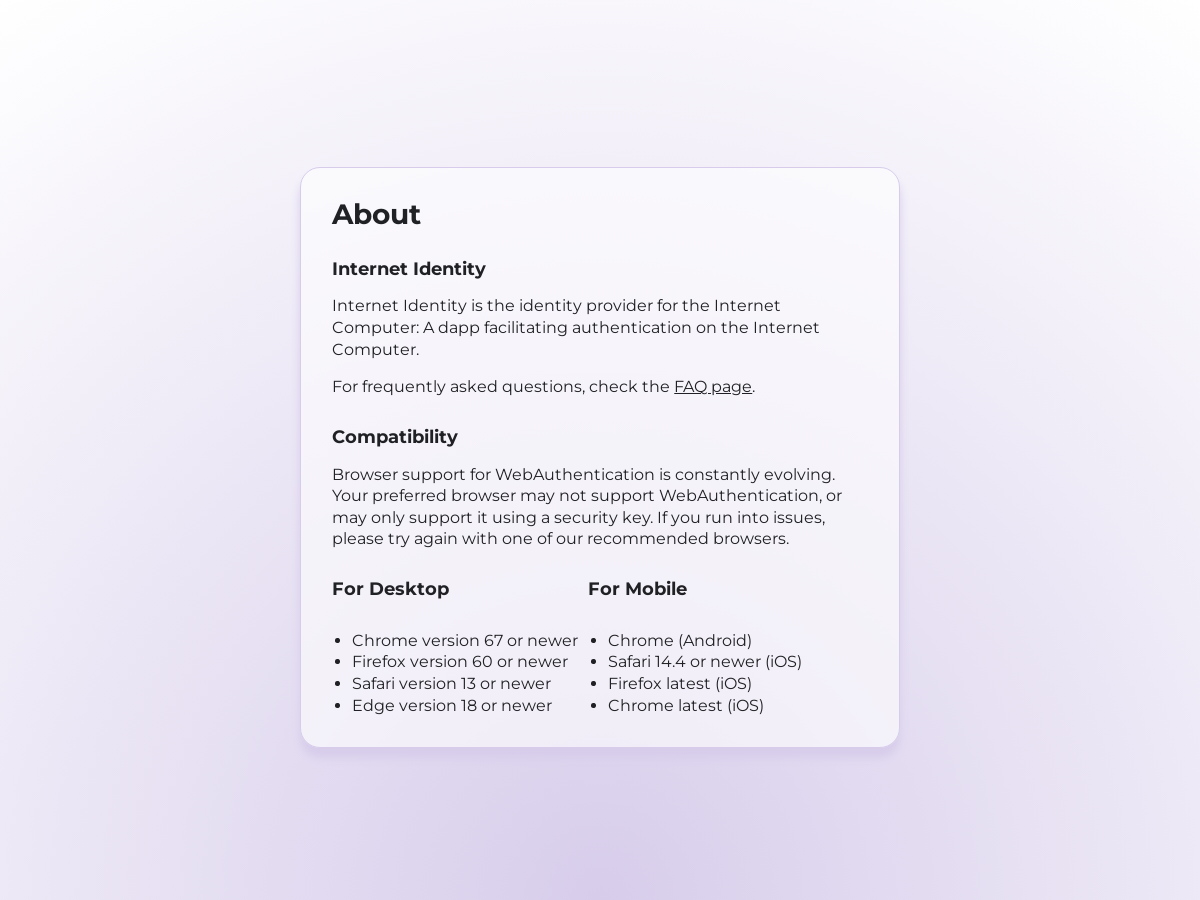 About
Internet Identity
Internet Identity is the identity provider for the Internet
Computer: A dapp facilitating authentication on the Internet
Computer.
For frequently asked questions, check the FAQ page.
Compatibility
Browser support for WebAuthentication is constantly evolving.
Your preferred browser may not support WebAuthentication, or
may only support it using a security key. If you run into issues,
please try again with one of our recommended browsers.
For Desktop
• Chrome version 67 or newer
• Firefox version 60 or newer
• Safari version 13 or newer
• Edge version 18 or newer
For Mobile
• Chrome (Android)
• Safari 14.4 or newer (iOS)
• Firefox latest (iOS)
• Chrome latest (iOS)